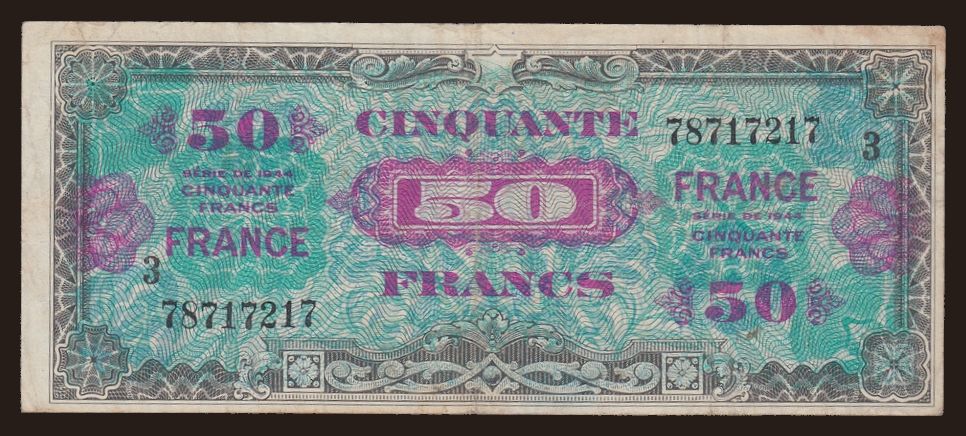 50
SÉRIE DE 1944
CINQUANTE
FRANCS
FRANCE
3
78717217
CINQUANTE
50
FRANCS
78717217
3
FRANCE
SÉRIE DE 1944
CINQUANTE
FRANCS
50